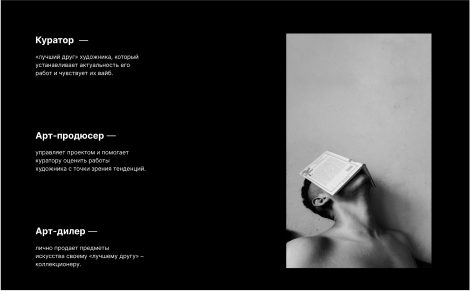 Куратор —
«лучший друг» художника, который
устанавливает актуальность его
работ и чувствует их вайб.
Арт-продюсер —
управляет проектом и помогает
куратору оценить работы
художника с точки зрения тенденций.
Арт-дилер —
лично продает предметы
искусства своему «лучшему другу» –
коллекционеру.